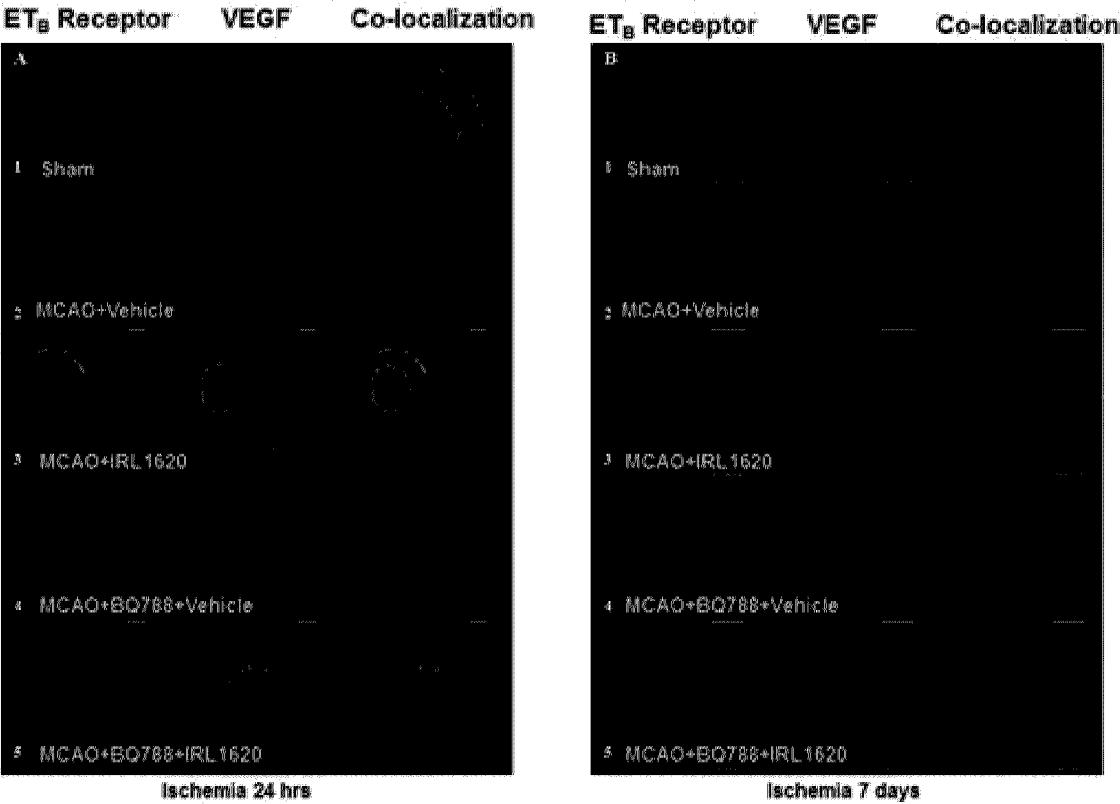 ET_B Receptor VEGF Co-localization
A
1 Sham
2 MCAO+Vehicle
3 MCAO+IRL1620
4 MCAO+BQ788+Vehicle
5 MCAO+BQ788+IRL1620
Ischemia 24 hrs
ET_B Receptor VEGF Co-localization
B
1 Sham
2 MCAO+Vehicle
3 MCAO+IRL1620
4 MCAO+BQ788+Vehicle
5 MCAO+BQ788+IRL1620
Ischemia 7 days